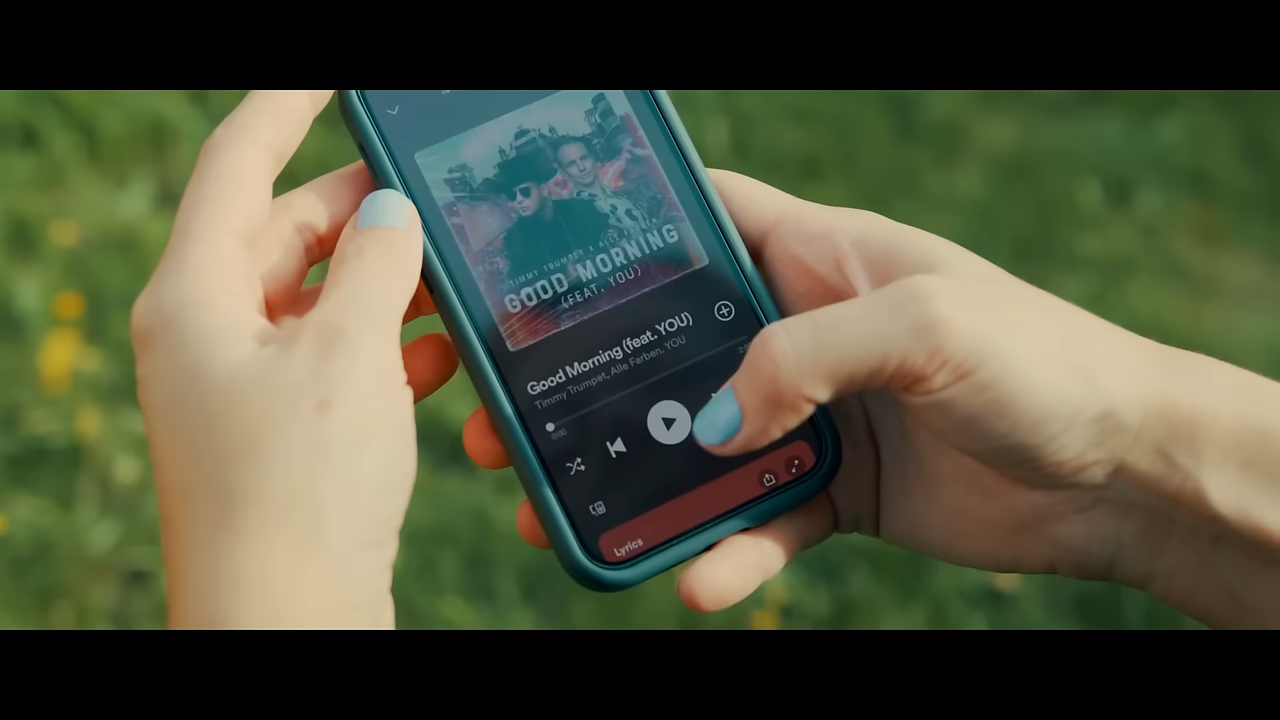 TIMMY TRUMPET X ALLE FARBEN
GOOD MORNING
(FEAT. YOU)
Good Morning (feat. YOU)
Timmy Trumpet, Alle Farben, YOU
0:00
Lyrics